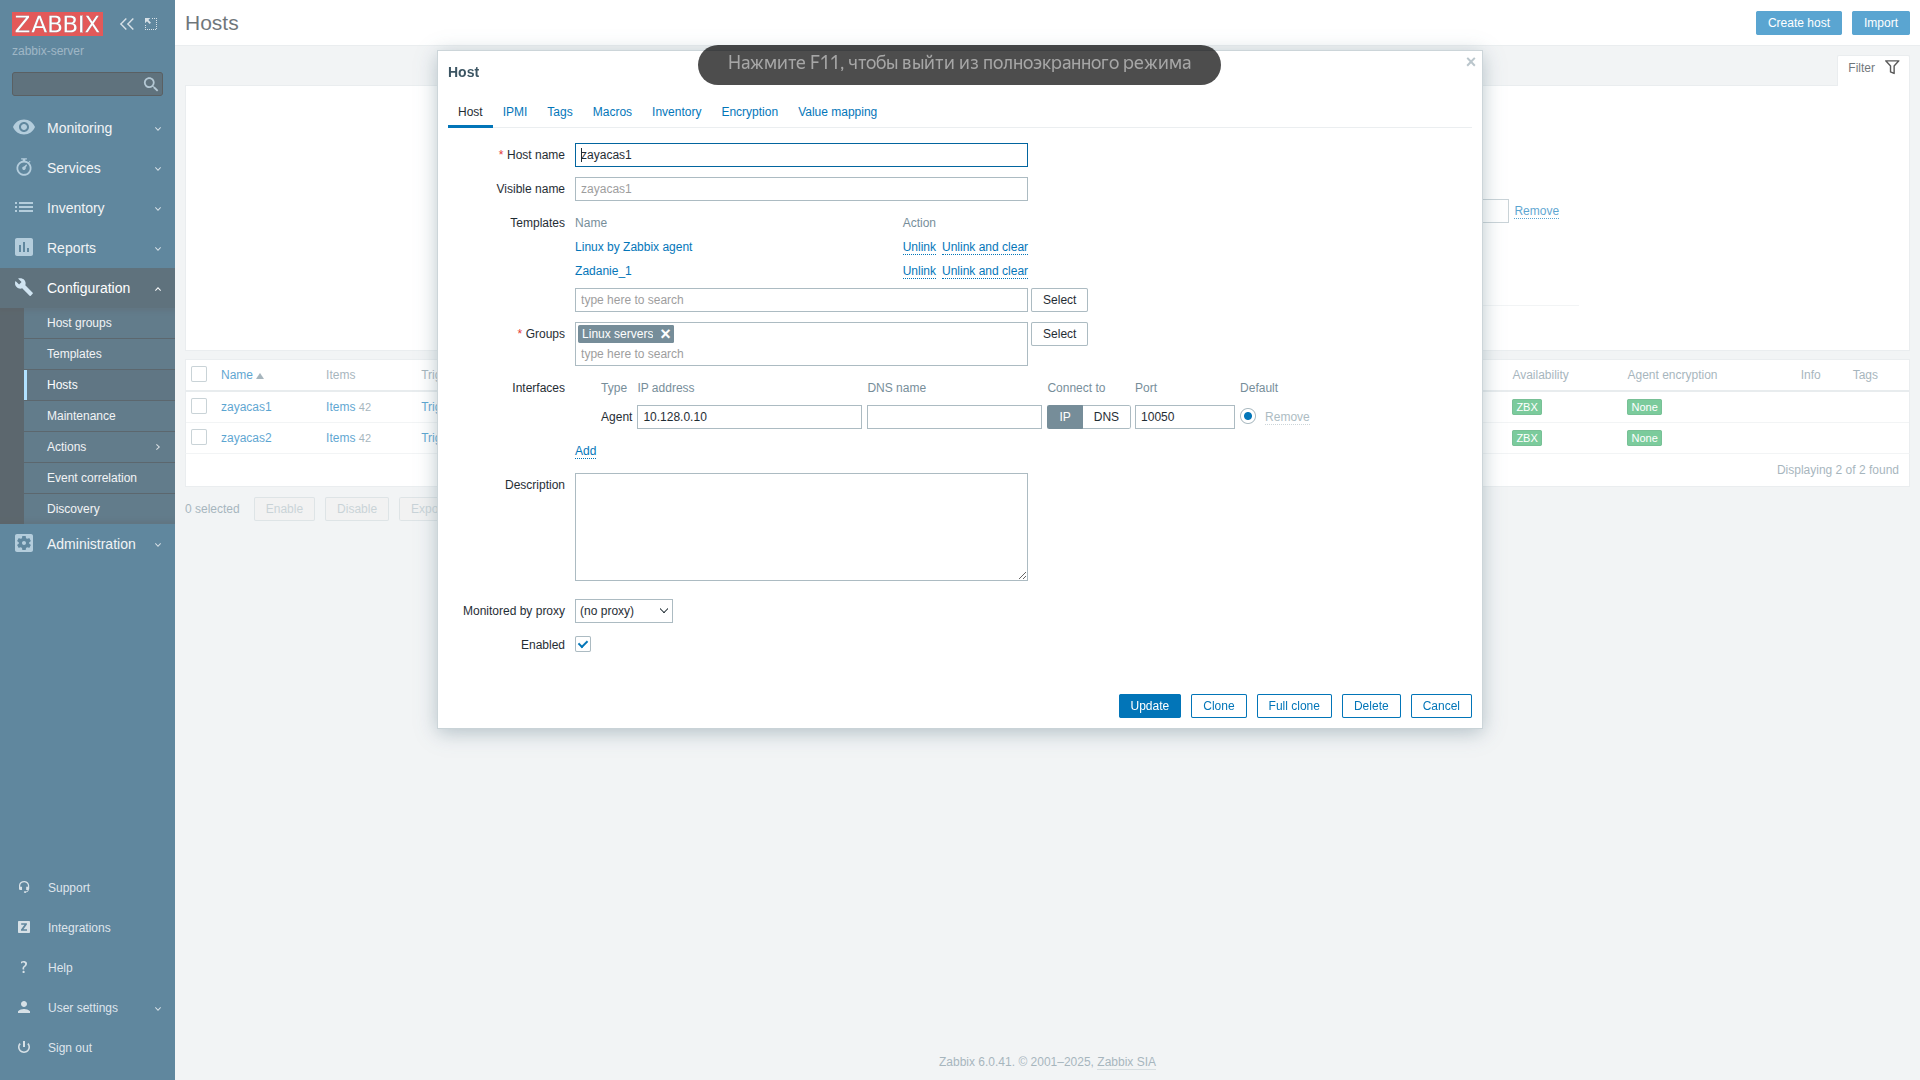 ZABBIX
zabbix-server
Monitoring
Services
Inventory
Reports
Configuration
Host groups
Templates
Hosts
Maintenance
Actions
Event correlation
Discovery
Administration
Support
Integrations
Help
User settings
Sign out
Hosts
Create host
Import
Filter
Нажмите F11, чтобы выйти из полноэкранного режима
Host
Host IPMI Tags Macros Inventory Encryption Value mapping
* Host name zayacas1
Visible name zayacas1
Templates Name Action
Linux by Zabbix agent Unlink Unlink and clear
Zadanie_1 Unlink Unlink and clear
type here to search Select
* Groups Linux servers Select
type here to search
Interfaces Type IP address DNS name Connect to Port Default
Agent 10.128.0.10 IP DNS 10050 Remove
Add
Description
Monitored by proxy (no proxy)
Enabled
Update Clone Full clone Delete Cancel
Remove
Name Items Trig Availability Agent encryption Info Tags
zayacas1 Items 42 Trig ZBX None
zayacas2 Items 42 Trig ZBX None
Displaying 2 of 2 found
0 selected Enable Disable Expo
Zabbix 6.0.41. © 2001–2025, Zabbix SIA